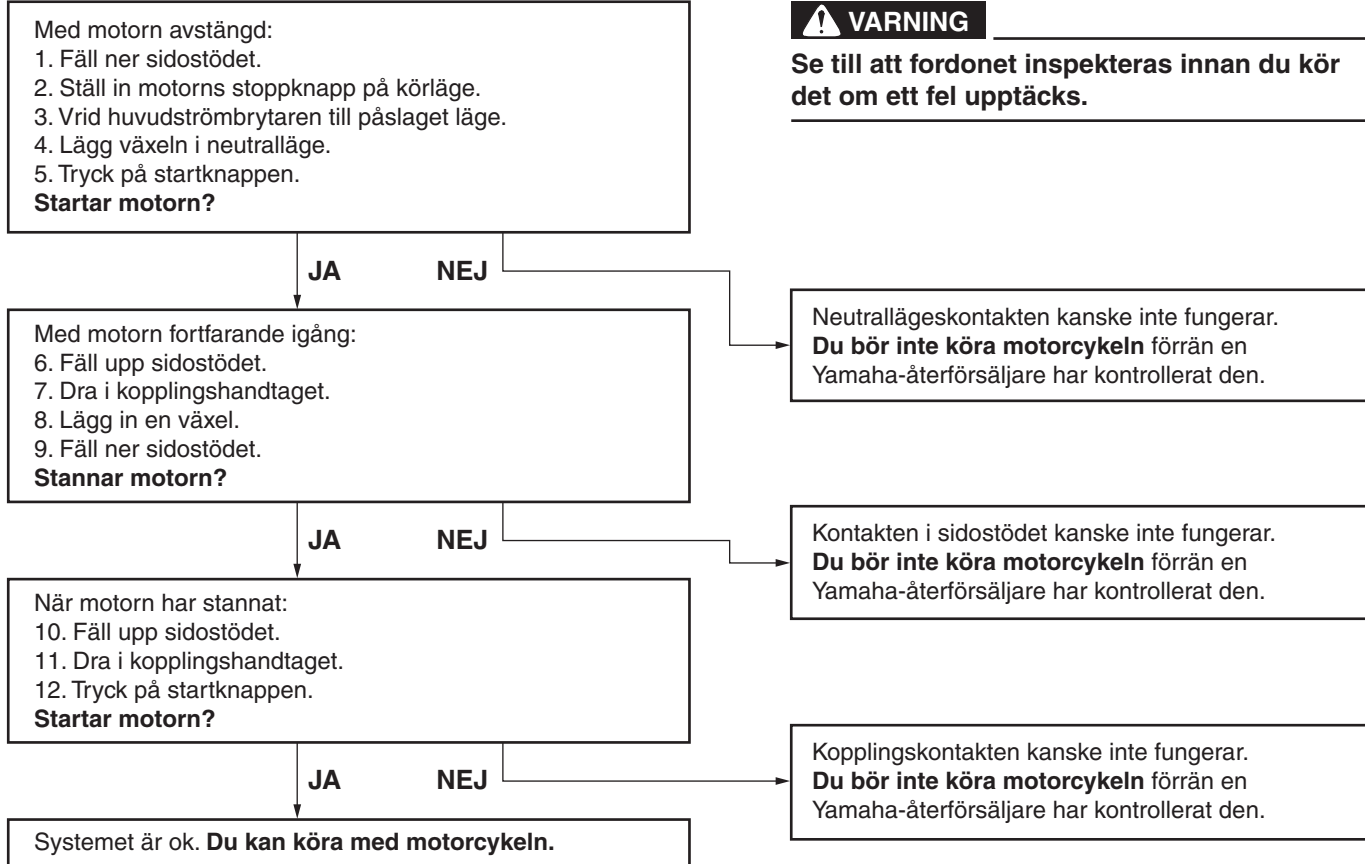 Med motorn avstängd:
1. Fäll ner sidostödet.
2. Ställ in motorns stoppknapp på körläge.
3. Vrid huvudströmbrytaren till påslaget läge.
4. Lägg växeln i neutralläge.
5. Tryck på startknappen.
Startar motorn?
VARNING
Se till att fordonet inspekteras innan du kör
det om ett fel upptäcks.
JA
NEJ
Neutrallägeskontakten kanske inte fungerar.
Du bör inte köra motorcykeln förrän en
Yamaha-återförsäljare har kontrollerat den.
Med motorn fortfarande igång:
6. Fäll upp sidostödet.
7. Dra i kopplingshandtaget.
8. Lägg in en växel.
9. Fäll ner sidostödet.
Stannar motorn?
JA
NEJ
Kontakten i sidostödet kanske inte fungerar.
Du bör inte köra motorcykeln förrän en
Yamaha-återförsäljare har kontrollerat den.
När motorn har stannat:
10. Fäll upp sidostödet.
11. Dra i kopplingshandtaget.
12. Tryck på startknappen.
Startar motorn?
JA
NEJ
Kopplingskontakten kanske inte fungerar.
Du bör inte köra motorcykeln förrän en
Yamaha-återförsäljare har kontrollerat den.
Systemet är ok. Du kan köra med motorcykeln.